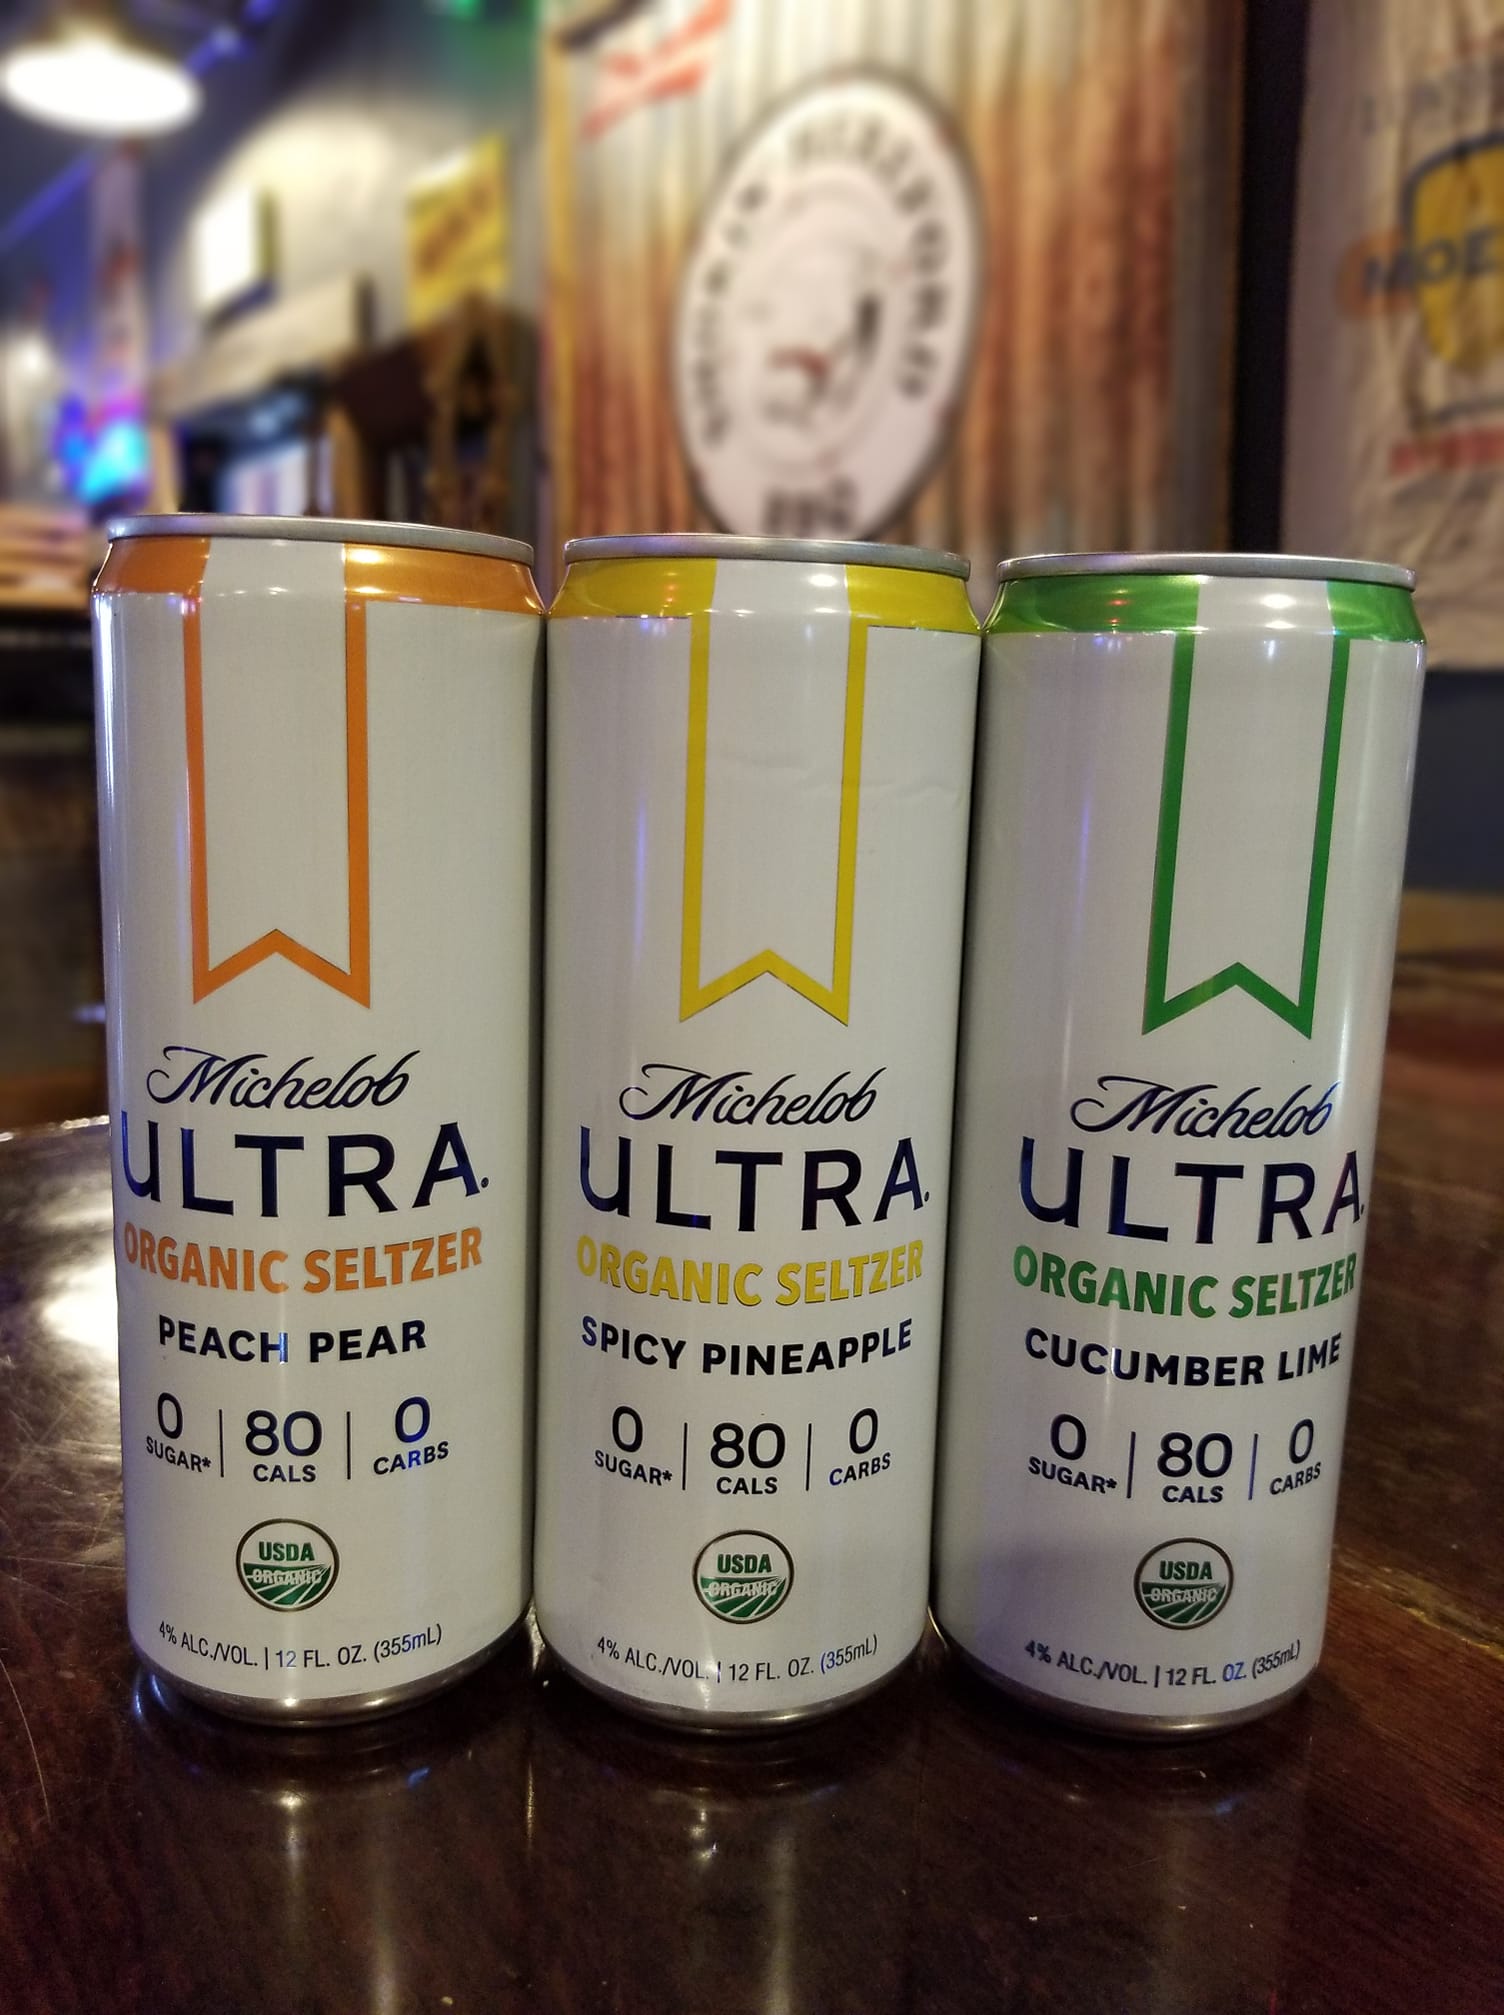 Michelob
ULTRA.
ORGANIC SELTZER
PEACH PEAR
0 SUGAR* | 80 CALS | 0 CARBS
USDA
ORGANIC
4% ALC./VOL. | 12 FL. OZ. (355mL)
Michelob
ULTRA.
ORGANIC SELTZER
SPICY PINEAPPLE
0 SUGAR* | 80 CALS | 0 CARBS
USDA
ORGANIC
4% ALC./VOL. | 12 FL. OZ. (355mL)
Michelob
ULTRA.
ORGANIC SELTZER
CUCUMBER LIME
0 SUGAR* | 80 CALS | 0 CARBS
USDA
ORGANIC
4% ALC./VOL. | 12 FL. OZ. (355mL)